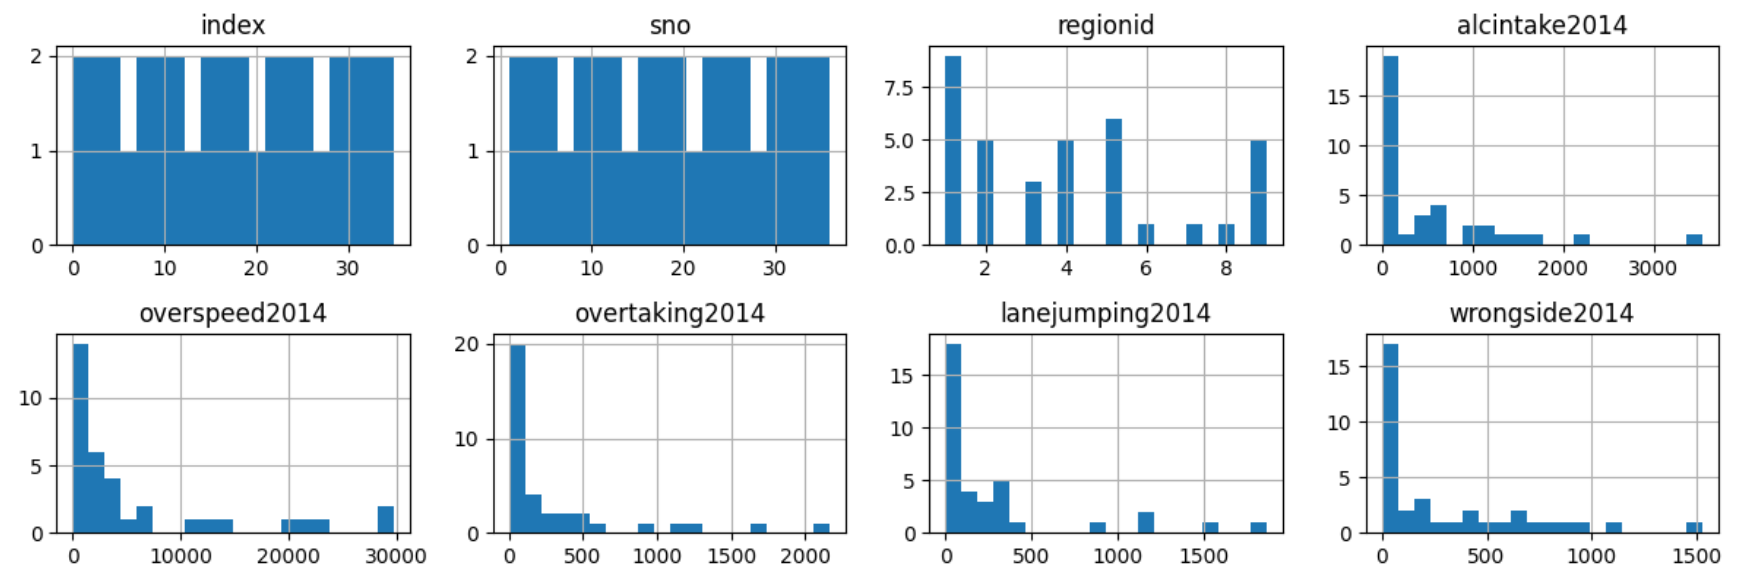 index sno regionid alcintake2014
2 2 7.5 15
1 1 5.0 10
2.5 5
0 0 0.0 0
0 10 20 30 0 10 20 30 2 4 6 8 0 1000 2000 3000
overspeed2014 overtaking2014 lanejumping2014 wrongside2014
10 20 15 15
5 10 10 10
5 5
0 0 0 0
0 10000 20000 30000 0 500 1000 1500 2000 0 500 1000 1500 0 500 1000 1500